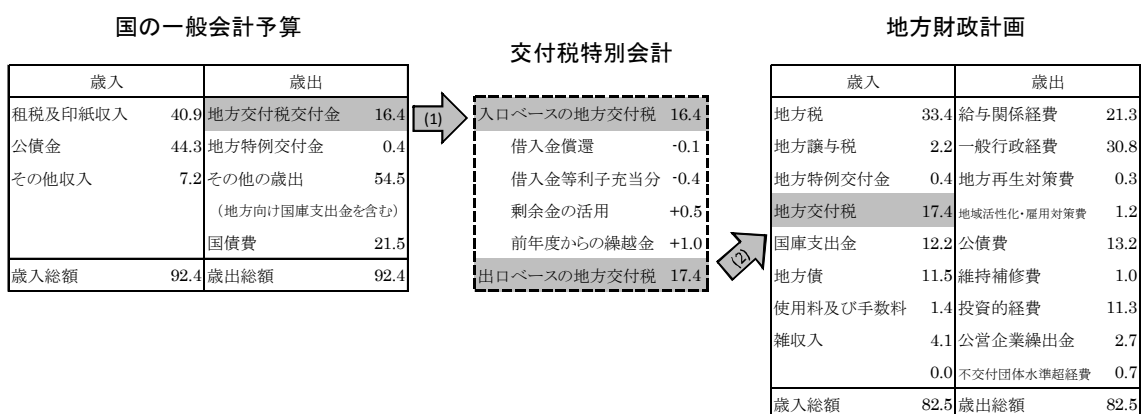 国の一般会計予算
歳入 歳出
租税及印紙収入 40.9 地方交付税交付金 16.4
公債金 44.3 地方特例交付金 0.4
その他収入 7.2 その他の歳出 54.5
(地方向け国庫支出金を含む)
国債費 21.5
歳入総額 92.4 歳出総額 92.4
(1)
交付税特別会計
入口ベースの地方交付税 16.4
借入金償還 -0.1
借入金等利子充当分 -0.4
剰余金の活用 +0.5
前年度からの繰越金 +1.0
出口ベースの地方交付税 17.4
(2)
地方財政計画
歳入 歳出
地方税 33.4 給与関係経費 21.3
地方譲与税 2.2 一般行政経費 30.8
地方特例交付金 0.4 地方再生対策費 0.3
地方交付税 17.4 地域活性化・雇用対策費 1.2
国庫支出金 12.2 公債費 13.2
地方債 11.5 維持補修費 1.0
使用料及び手数料 1.4 投資的経費 11.3
雑収入 4.1 公営企業繰出金 2.7
0.0 不交付団体水準超経費 0.7
歳入総額 82.5 歳出総額 82.5